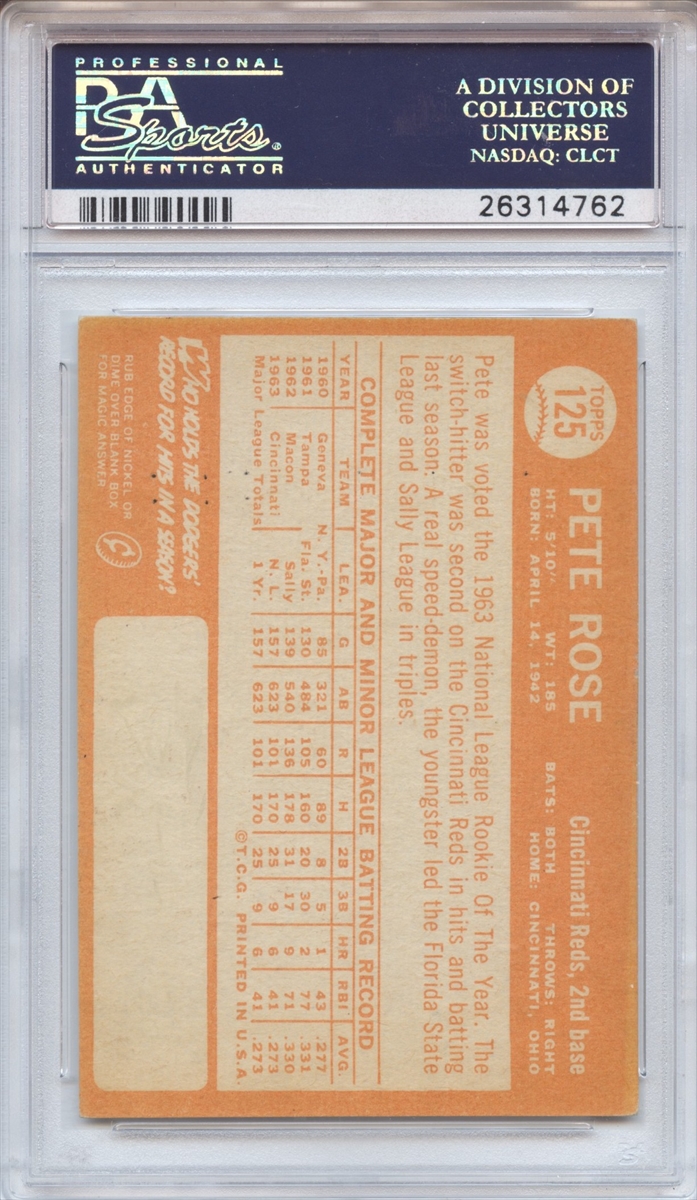 PROFESSIONAL
PSA
Sports®
AUTHENTICATOR
A DIVISION OF
COLLECTORS
UNIVERSE
NASDAQ: CLCT
26314762
TOPPS
125
PETE ROSE
Cincinnati Reds, 2nd base
HT: 5'10" WT: 185 BATS: BOTH THROWS: RIGHT
BORN: APRIL 14, 1942 HOME: CINCINNATI, OHIO
Pete was voted the 1963 National League Rookie Of The Year. The
switch-hitter was second on the Cincinnati Reds in hits and batting
last season. A real speed-demon, the youngster led the Florida State
League and Sally League in triples.
COMPLETE MAJOR AND MINOR LEAGUE BATTING RECORD
YEAR TEAM LEA. G AB R H 2B 3B HR RBI AVG.
1960 Geneva N. Y.-Pa. 85 321 60 89 8 5 1 43 .277
1961 Tampa Fla. St. 130 484 105 160 20 30 2 77 .331
1962 Macon Sally 139 540 136 178 31 17 9 71 .330
1963 Cincinnati N. L. 157 623 101 170 25 9 6 41 .273
Major League Totals 1 Yr. 157 623 101 170 25 9 6 41 .273
©T.C.G. PRINTED IN U.S.A.
WHO HOLDS THE DODGERS'
RECORD FOR HITS IN A SEASON?
RUB EDGE OF NICKEL OR
DIME OVER BLANK BOX
FOR MAGIC ANSWER